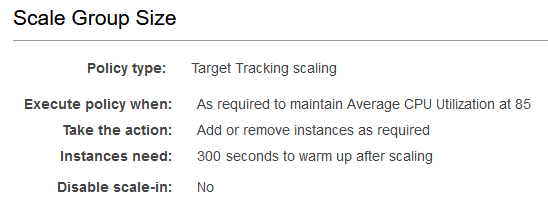 Scale Group Size
Policy type: Target Tracking scaling
Execute policy when: As required to maintain Average CPU Utilization at 85
Take the action: Add or remove instances as required
Instances need: 300 seconds to warm up after scaling
Disable scale-in: No